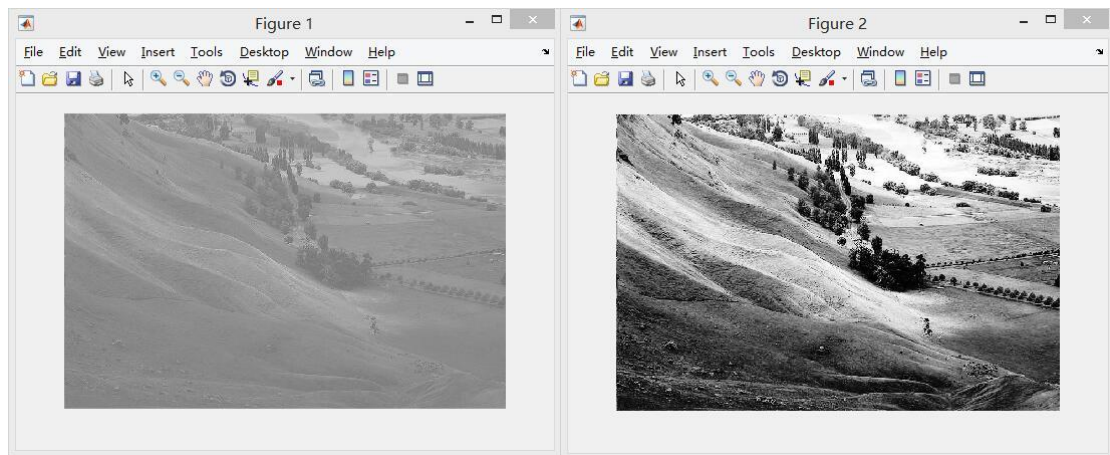 Figure 1
File Edit View Insert Tools Desktop Window Help
Figure 2
File Edit View Insert Tools Desktop Window Help